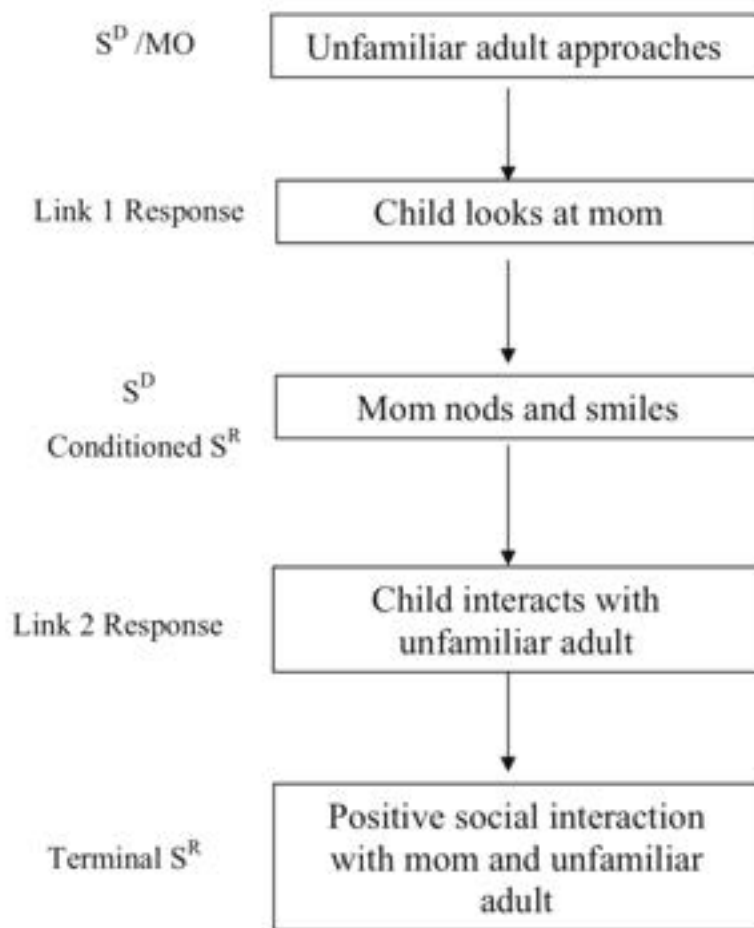 S^D /MO
Unfamiliar adult approaches
Link 1 Response
Child looks at mom
S^D
Conditioned S^R
Mom nods and smiles
Link 2 Response
Child interacts with
unfamiliar adult
Terminal S^R
Positive social interaction
with mom and unfamiliar
adult